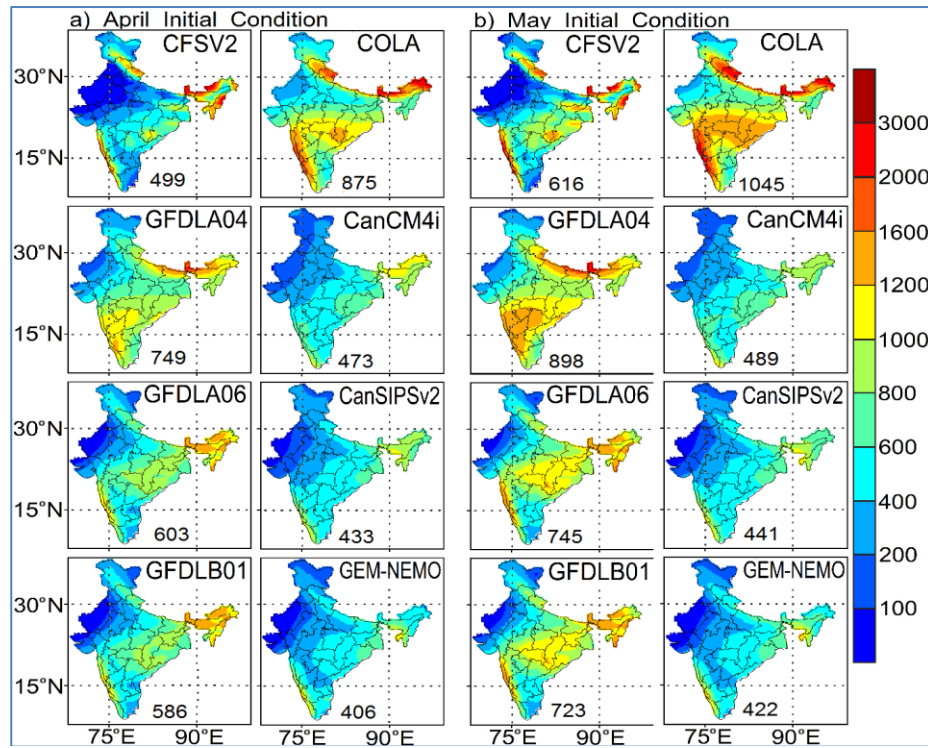 a) April Initial Condition
b) May Initial Condition
CFSV2
COLA
CFSV2
COLA
30°N
15°N
499
875
616
1045
GFDLA04
CanCM4i
GFDLA04
CanCM4i
30°N
15°N
749
473
898
489
GFDLA06
CanSIPSv2
GFDLA06
CanSIPSv2
30°N
15°N
603
433
745
441
GFDLB01
GEM-NEMO
GFDLB01
GEM-NEMO
30°N
15°N
586
406
723
422
75°E
90°E
75°E
90°E
75°E
90°E
75°E
90°E
3000
2000
1600
1200
1000
800
600
400
200
100